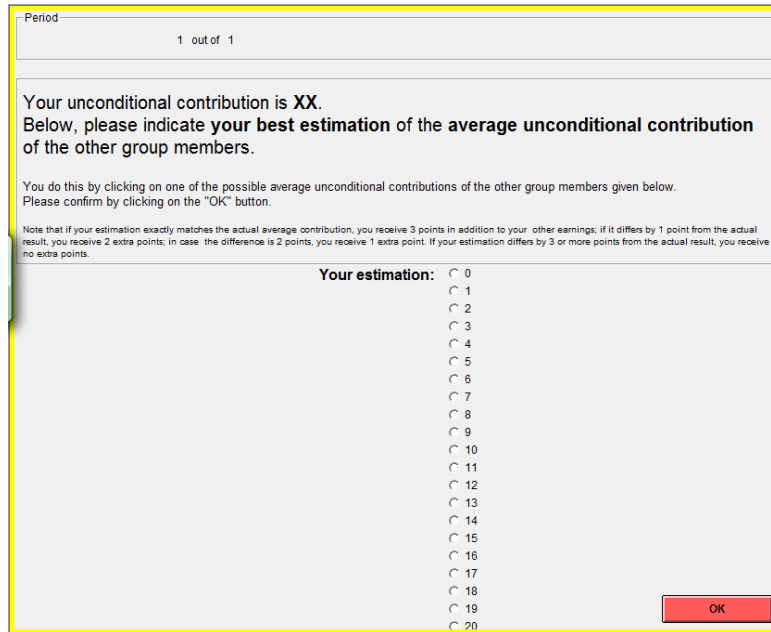 Period
1 out of 1
Your unconditional contribution is XX.
Below, please indicate your best estimation of the average unconditional contribution
of the other group members.
You do this by clicking on one of the possible average unconditional contributions of the other group members given below.
Please confirm by clicking on the "OK" button.
Note that if your estimation exactly matches the actual average contribution, you receive 3 points in addition to your other earnings; if it differs by 1 point from the actual
result, you receive 2 extra points; in case the difference is 2 points, you receive 1 extra point. If your estimation differs by 3 or more points from the actual result, you receive
no extra points.
Your estimation: 0
1
2
3
4
5
6
7
8
9
10
11
12
13
14
15
16
17
18
19
OK
20